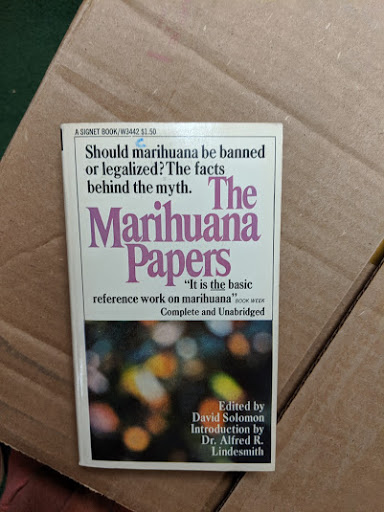 A SIGNET BOOK/W3442 $1.50
Should marihuana be banned
or legalized? The facts
behind the myth.
The
Marihuana
Papers
"It is the basic
reference work on marihuana" BOOK WEEK
Complete and Unabridged
Edited by
David Solomon
Introduction by
Dr. Alfred R.
Lindesmith